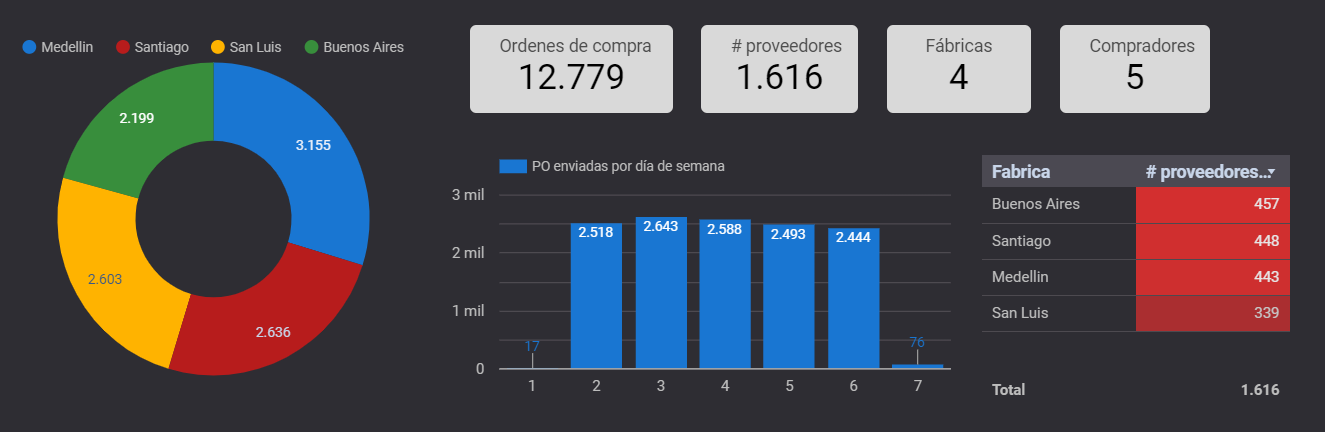 Medellin Santiago San Luis Buenos Aires
2.199
3.155
2.603
2.636
Ordenes de compra
12.779
# proveedores
1.616
Fábricas
4
Compradores
5
PO enviadas por día de semana
3 mil
2 mil
1 mil
0
17
2.518
2.643
2.588
2.493
2.444
76
1 2 3 4 5 6 7
Fabrica # proveedores...
Buenos Aires 457
Santiago 448
Medellin 443
San Luis 339
Total 1.616